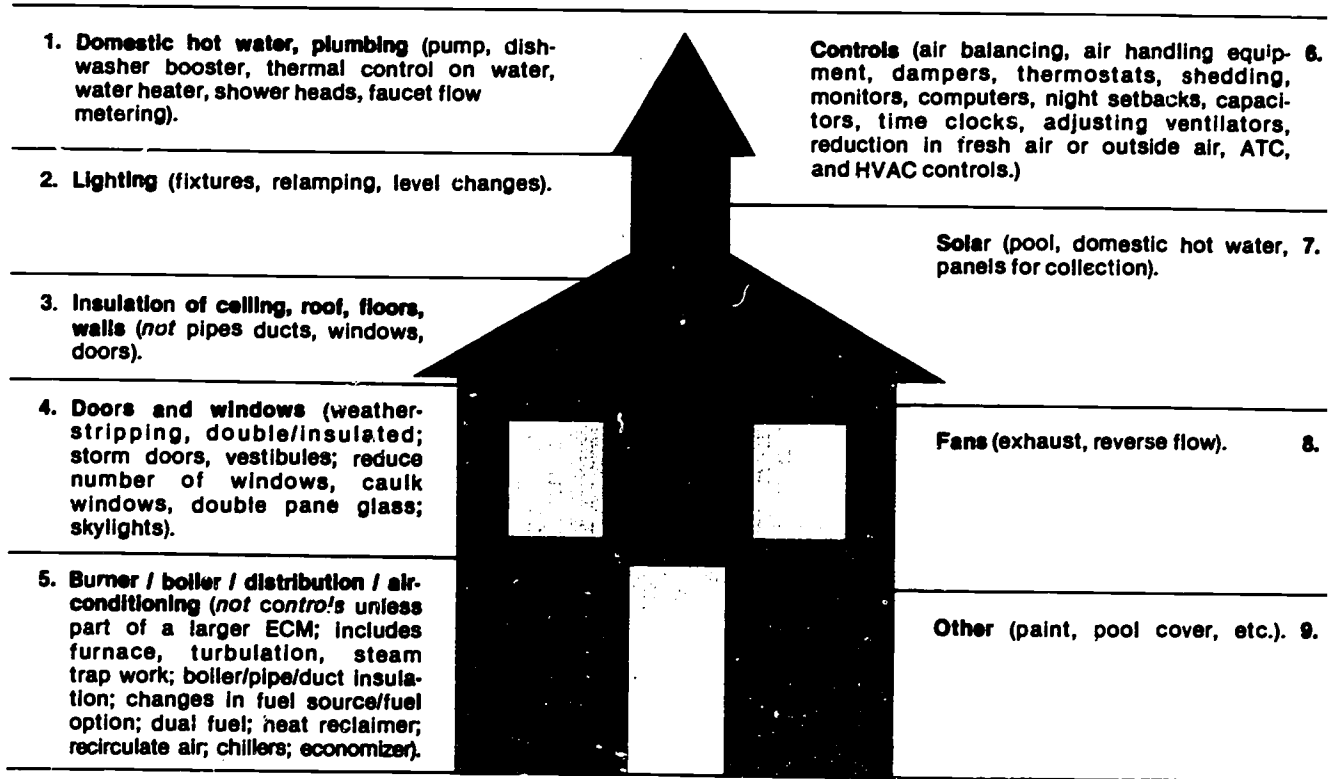 1. Domestic hot water, plumbing (pump, dish-
washer booster, thermal control on water,
water heater, shower heads, faucet flow
metering).
2. Lighting (fixtures, relamping, level changes).
3. Insulation of ceiling, roof, floors,
walls (not pipes ducts, windows,
doors).
4. Doors and windows (weather-
stripping, double/insulated;
storm doors, vestibules; reduce
number of windows, caulk
windows, double pane glass;
skylights).
5. Burner / boiler / distribution / air-
conditioning (not controls unless
part of a larger ECM; includes
furnace, turbulation, steam
trap work; boiler/pipe/duct insula-
tion; changes in fuel source/fuel
option; dual fuel; heat reclaimer;
recirculate air; chillers; economizer).
Controls (air balancing, air handling equip- 6.
ment, dampers, thermostats, shedding,
monitors, computers, night setbacks, capaci-
tors, time clocks, adjusting ventilators,
reduction in fresh air or outside air, ATC,
and HVAC controls.)
Solar (pool, domestic hot water, 7.
panels for collection).
Fans (exhaust, reverse flow). 8.
Other (paint, pool cover, etc.). 9.